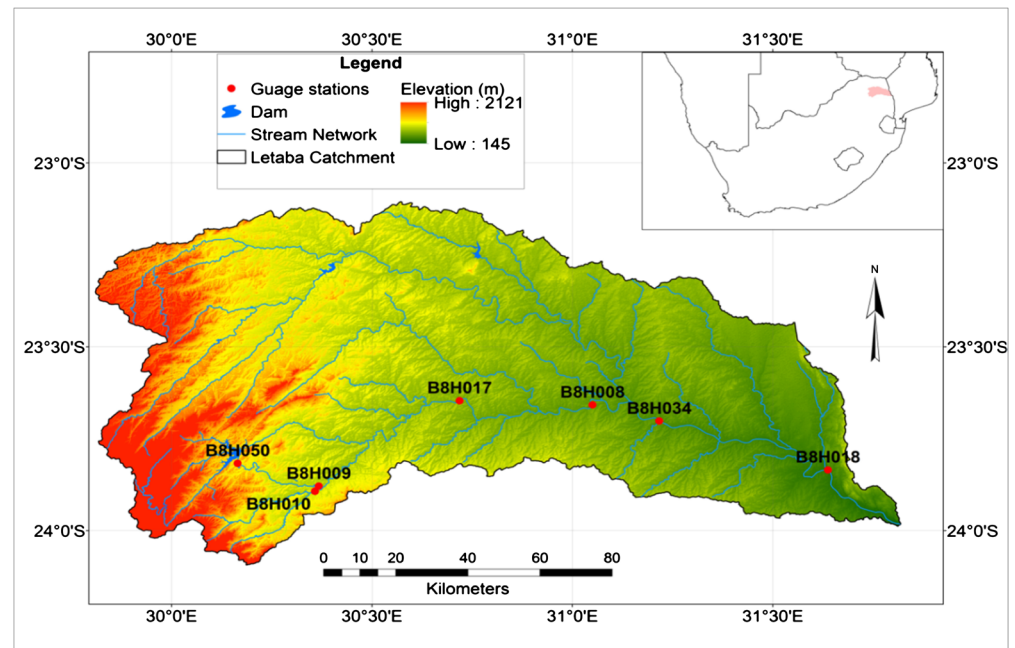 30°0'E 30°30'E 31°0'E 31°30'E
Legend
Guage stations
Dam
Stream Network
Letaba Catchment
Elevation (m)
High : 2121
Low : 145
23°0'S 23°0'S
N
23°30'S 23°30'S
B8H017
B8H008
B8H034
B8H050
B8H018
B8H009
B8H010
24°0'S 24°0'S
0 10 20 40 60 80
Kilometers
30°0'E 30°30'E 31°0'E 31°30'E